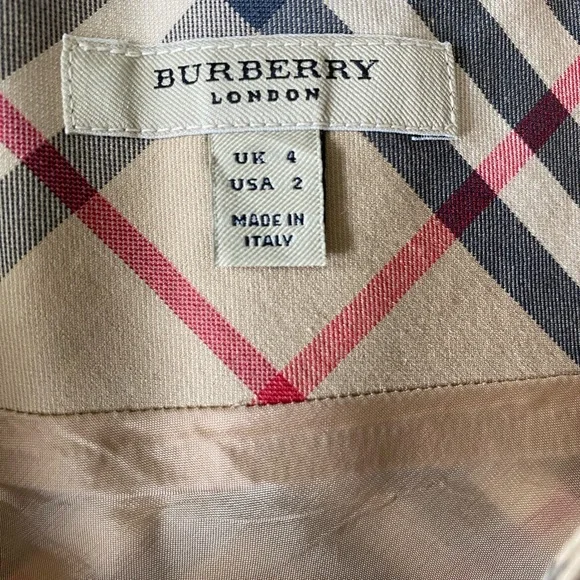 BURBERRY
LONDON
UK 4
USA 2
MADE IN
ITALY